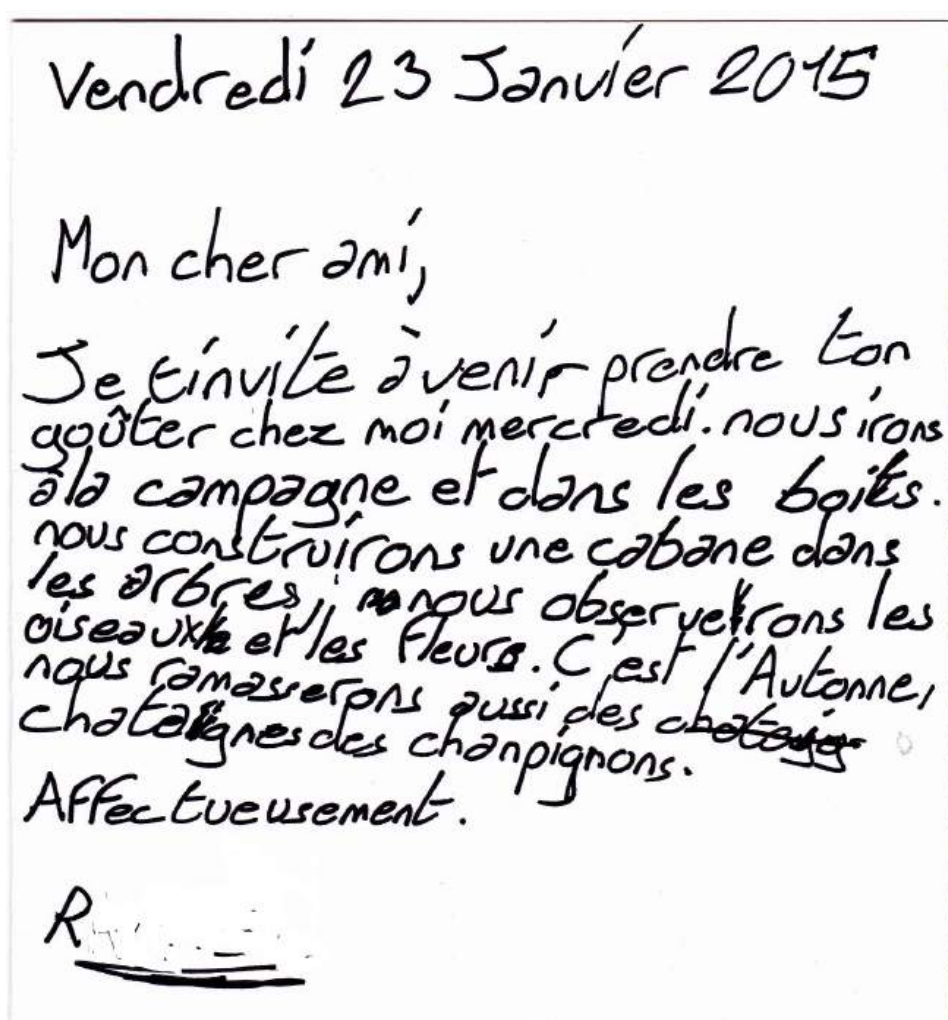 Vendredi 23 Janvier 2015
Mon cher ami,
Je t'invite à venir prendre ton
goûter chez moi mercredi. nous irons
à la campagne et dans les boits.
nous construirons une cabane dans
les arbres, nous observerons les
oiseaux et les fleurs. C'est l'Autonne,
nous ramasserons aussi des
chataignes des chanpignons.
Affectueusement.
R